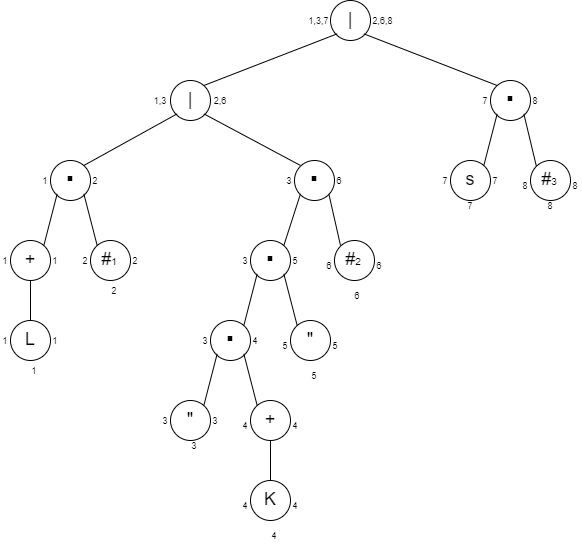 1,3,7 | 2,6,8
1,3 | 2,6
7 ▪ 8
1 ▪ 2
3 ▪ 6
7 s 7
7
8 #3 8
8
1 + 1
2 #1 2
2
3 ▪ 5
6 #2 6
6
1 L 1
1
3 ▪ 4
5 " 5
5
3 " 3
3
4 + 4
4 K 4
4